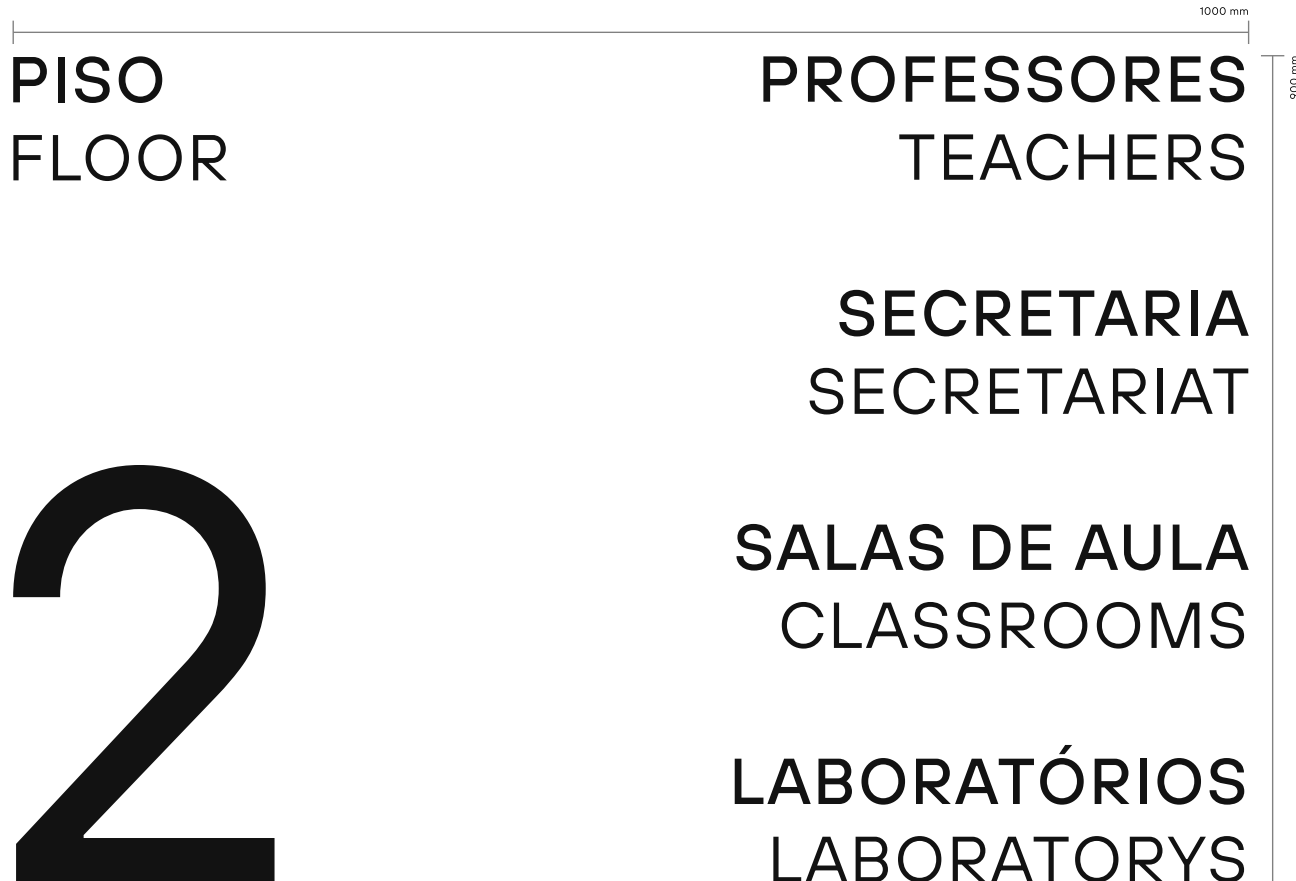 1000 mm
900 mm
PISO
FLOOR
2
PROFESSORES
TEACHERS
SECRETARIA
SECRETARIAT
SALAS DE AULA
CLASSROOMS
LABORATÓRIOS
LABORATORYS